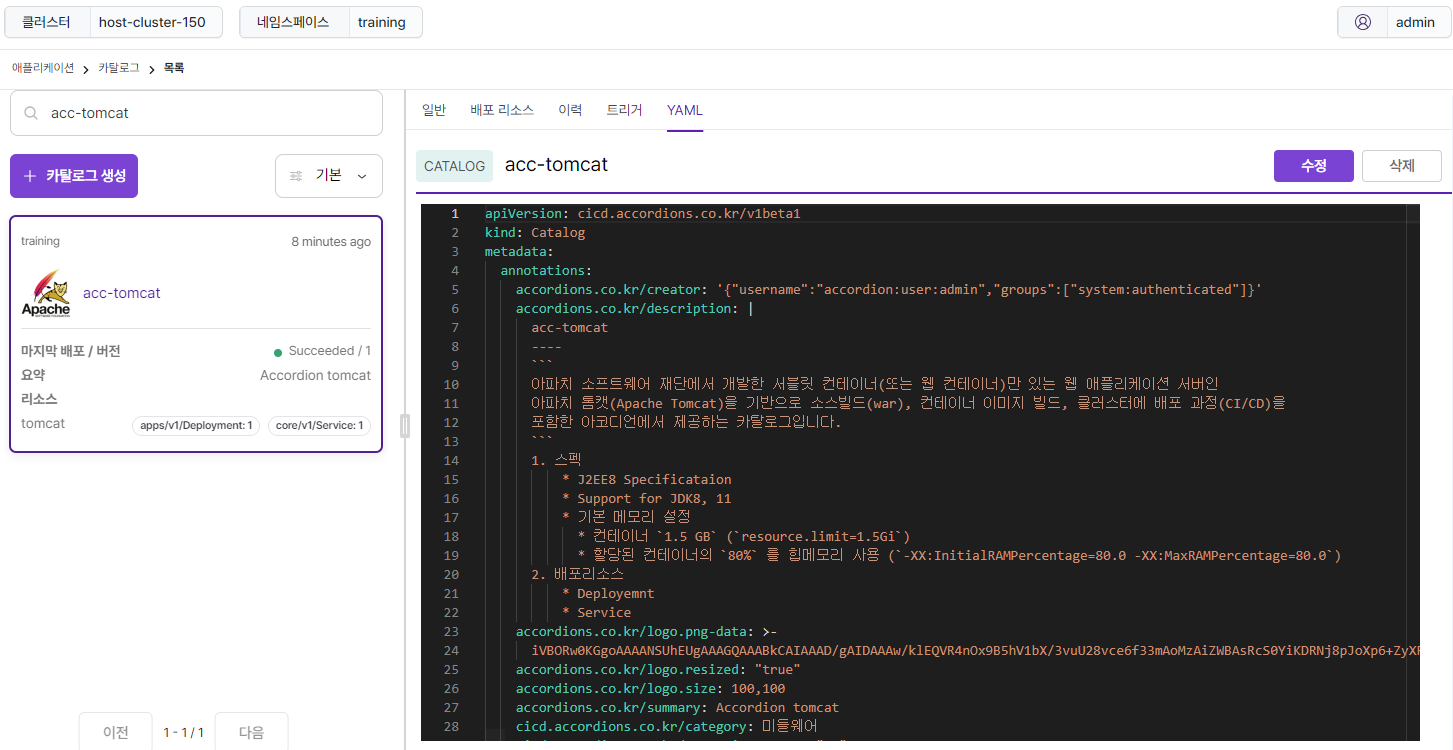 클러스터 host-cluster-150 네임스페이스 training admin
애플리케이션 > 카탈로그 > 목록
acc-tomcat
+ 카탈로그 생성 기본
training 8 minutes ago
Apache
acc-tomcat
마지막 배포 / 버전 Succeeded / 1
요약 Accordion tomcat
리소스
tomcat apps/v1/Deployment: 1 core/v1/Service: 1
이전 1 - 1 / 1 다음
일반 배포 리소스 이력 트리거 YAML
CATALOG acc-tomcat 수정 삭제
1 apiVersion: cicd.accordions.co.kr/v1beta1
2 kind: Catalog
3 metadata:
4 annotations:
5 accordions.co.kr/creator: '{"username":"accordion:user:admin","groups":["system:authenticated"]}'
6 accordions.co.kr/description: |
7 acc-tomcat
8 ----
9 ```
10 아파치 소프트웨어 재단에서 개발한 서블릿 컨테이너(또는 웹 컨테이너)만 있는 웹 애플리케이션 서버인
11 아파치 톰캣(Apache Tomcat)을 기반으로 소스빌드(war), 컨테이너 이미지 빌드, 클러스터에 배포 과정(CI/CD)을
12 포함한 아코디언에서 제공하는 카탈로그입니다.
13 ```
14 1. 스펙
15 * J2EE8 Specificataion
16 * Support for JDK8, 11
17 * 기본 메모리 설정
18 * 컨테이너 `1.5 GB` (`resource.limit=1.5Gi`)
19 * 할당된 컨테이너의 `80%` 를 힙메모리 사용 (`-XX:InitialRAMPercentage=80.0 -XX:MaxRAMPercentage=80.0`)
20 2. 배포리소스
21 * Deployemnt
22 * Service
23 accordions.co.kr/logo.png-data: >-
24 iVBORw0KGgoAAAANSUhEUgAAAGQAAABkCAIAAAD/gAIDAAAw/klEQVR4nOx9B5hV1bX/3vuU28vce6f33mAoMzAiZWBAsRcS0YiKDRNj8pJoXp6+ZyXR
25 accordions.co.kr/logo.resized: "true"
26 accordions.co.kr/logo.size: 100,100
27 accordions.co.kr/summary: Accordion tomcat
28 cicd.accordions.co.kr/category: 미들웨어